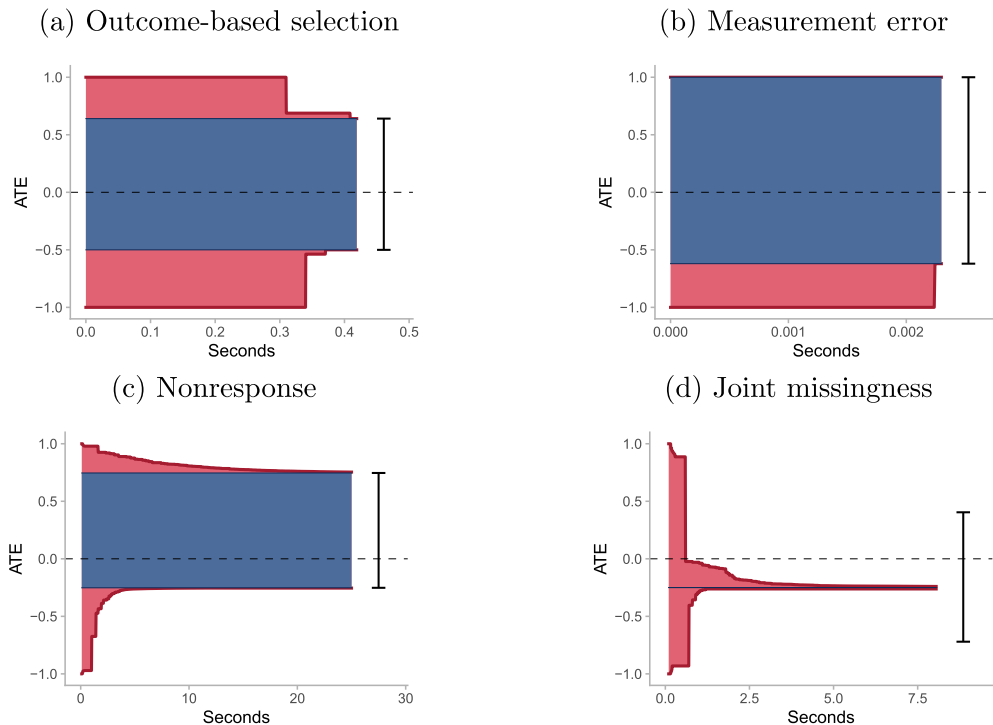 (a) Outcome-based selection
(b) Measurement error
1.0
0.5
0.0
−0.5
−1.0
ATE
0.0 0.1 0.2 0.3 0.4 0.5
Seconds
1.0
0.5
0.0
−0.5
−1.0
ATE
0.000 0.001 0.002
Seconds
(c) Nonresponse
(d) Joint missingness
1.0
0.5
0.0
−0.5
−1.0
ATE
0 10 20 30
Seconds
1.0
0.5
0.0
−0.5
−1.0
ATE
0.0 2.5 5.0 7.5
Seconds